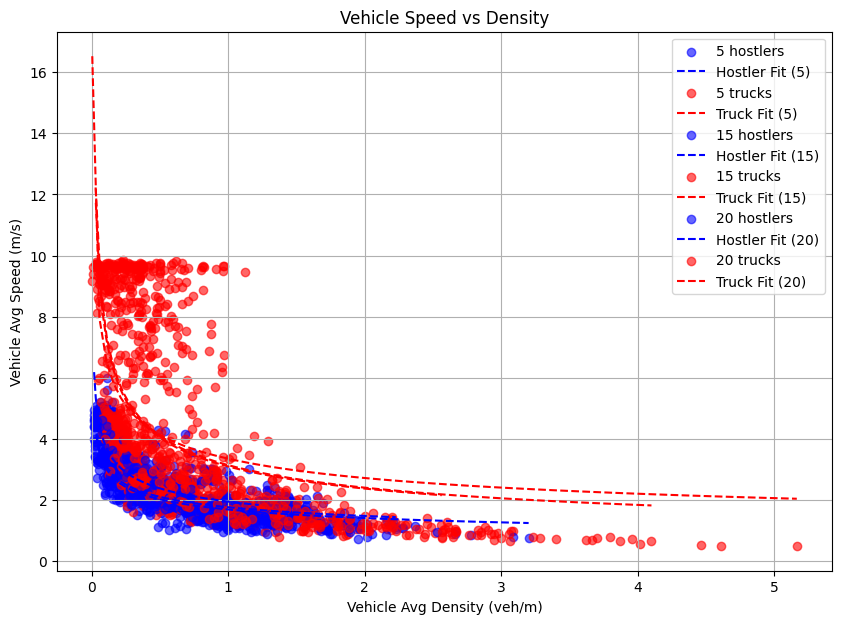 Vehicle Speed vs Density
5 hostlers
Hostler Fit (5)
5 trucks
Truck Fit (5)
15 hostlers
Hostler Fit (15)
15 trucks
Truck Fit (15)
20 hostlers
Hostler Fit (20)
20 trucks
Truck Fit (20)
Vehicle Avg Speed (m/s)
16
14
12
10
8
6
4
2
0
0 1 2 3 4 5
Vehicle Avg Density (veh/m)